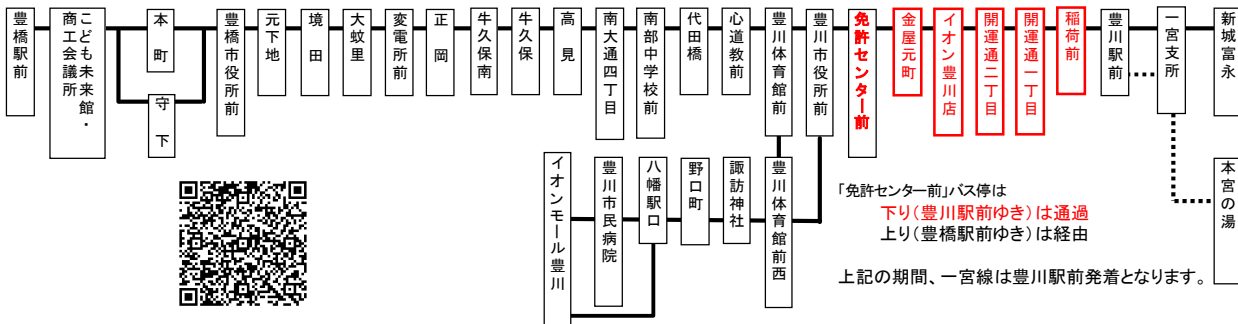 豊橋駅前
こども未来館・
商工会議所
本町
守下
豊橋市役所前
元下地
境田
大蚊里
変電所前
正岡
牛久保南
牛久保
高見
南大通四丁目
南部中学校前
代田橋
心道教前
豊川体育館前
豊川市役所前
免許センター前
金屋元町
イオン豊川店
開運通二丁目
開運通一丁目
稲荷前
豊川駅前
一宮支所
新城富永
イオンモール豊川
豊川市民病院
八幡駅口
野口町
諏訪神社
豊川体育館前西
本宮の湯
「免許センター前」バス停は
下り(豊川駅前ゆき)は通過
上り(豊橋駅前ゆき)は経由
上記の期間、一宮線は豊川駅前発着となります。